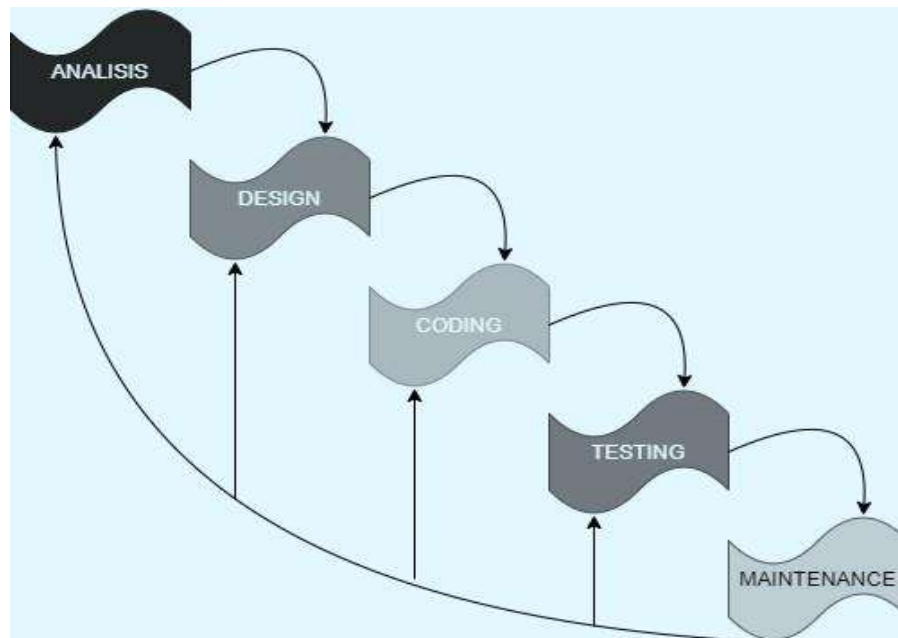 ANALISIS
DESIGN
CODING
TESTING
MAINTENANCE